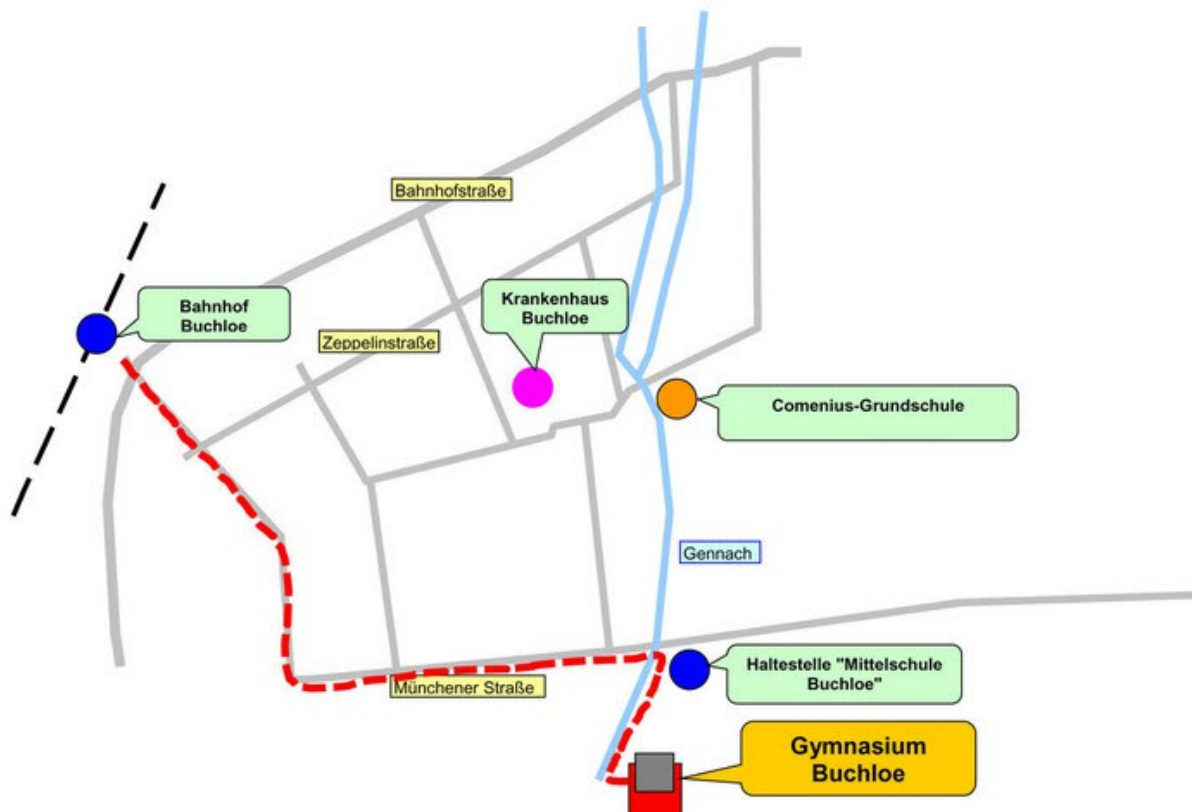 Bahnhofstraße
Bahnhof
Buchloe
Krankenhaus
Buchloe
Zeppelinstraße
Comenius-Grundschule
Gennach
Haltestelle "Mittelschule
Buchloe"
Münchener Straße
Gymnasium
Buchloe